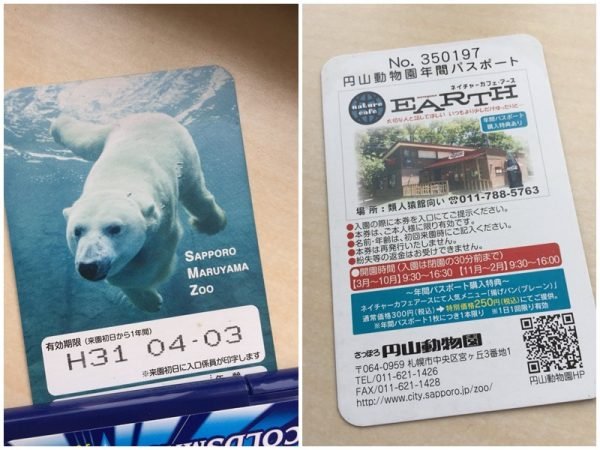 SAPPORO
MARUYAMA
ZOO
有効期限(来園初日から1年間)
H31 04-03
※来園初日に入口係員が印字します
No. 350197
円山動物園年間パスポート
nature cafe
ネイチャーカフェ・アース
EARTH
年間パスポート
購入特典あり
場所:類人猿館向い ☎011-788-5763
●入園の際に本券を入口にてご提示ください。
●本券は、ご本人様に限り有効です。
●名前・年齢は、初回来園時にご記入ください。
●本券は再発行いたしません。
●紛失等の返金はお受けできません。
●開園時間(入園は閉園の30分前まで)
【3月~10月】9:30~16:30 【11月~2月】9:30~16:00
~年間パスポート購入特典~
ネイチャーカフェアースにて人気メニュー「揚げパン(プレーン)」
通常価格300円(税込)→特別価格250円(税込)にてご提供。
※年間パスポート1枚につき1本限り ※1日1回限り有効
さっぽろ 円山動物園
〒064-0959 札幌市中央区宮ヶ丘3番地1
TEL/011-621-1426
FAX/011-621-1428
http://www.city.sapporo.jp/zoo/
円山動物園HP